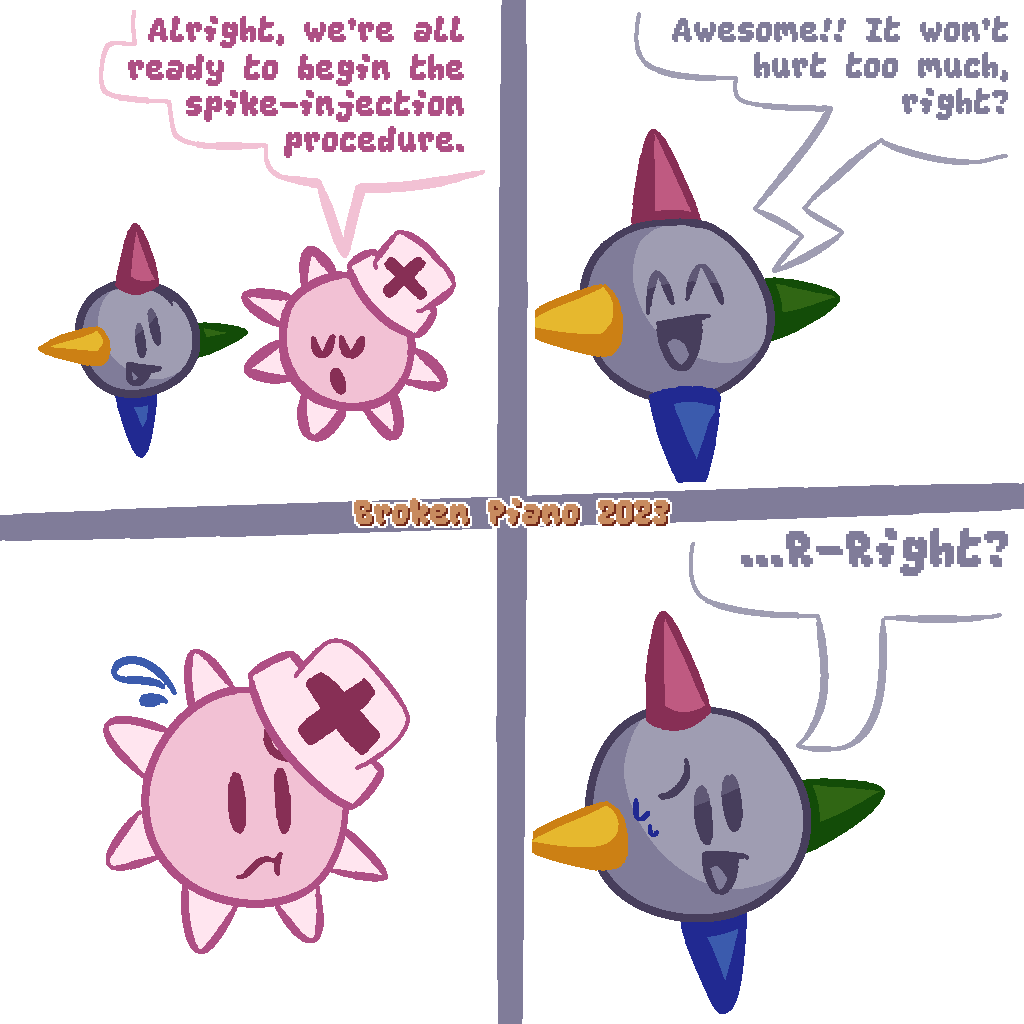 Alright, we're all
ready to begin the
spike-injection
procedure.
Awesome!! It won't
hurt too much,
right?
Broken Piano 2023
...R-Right?